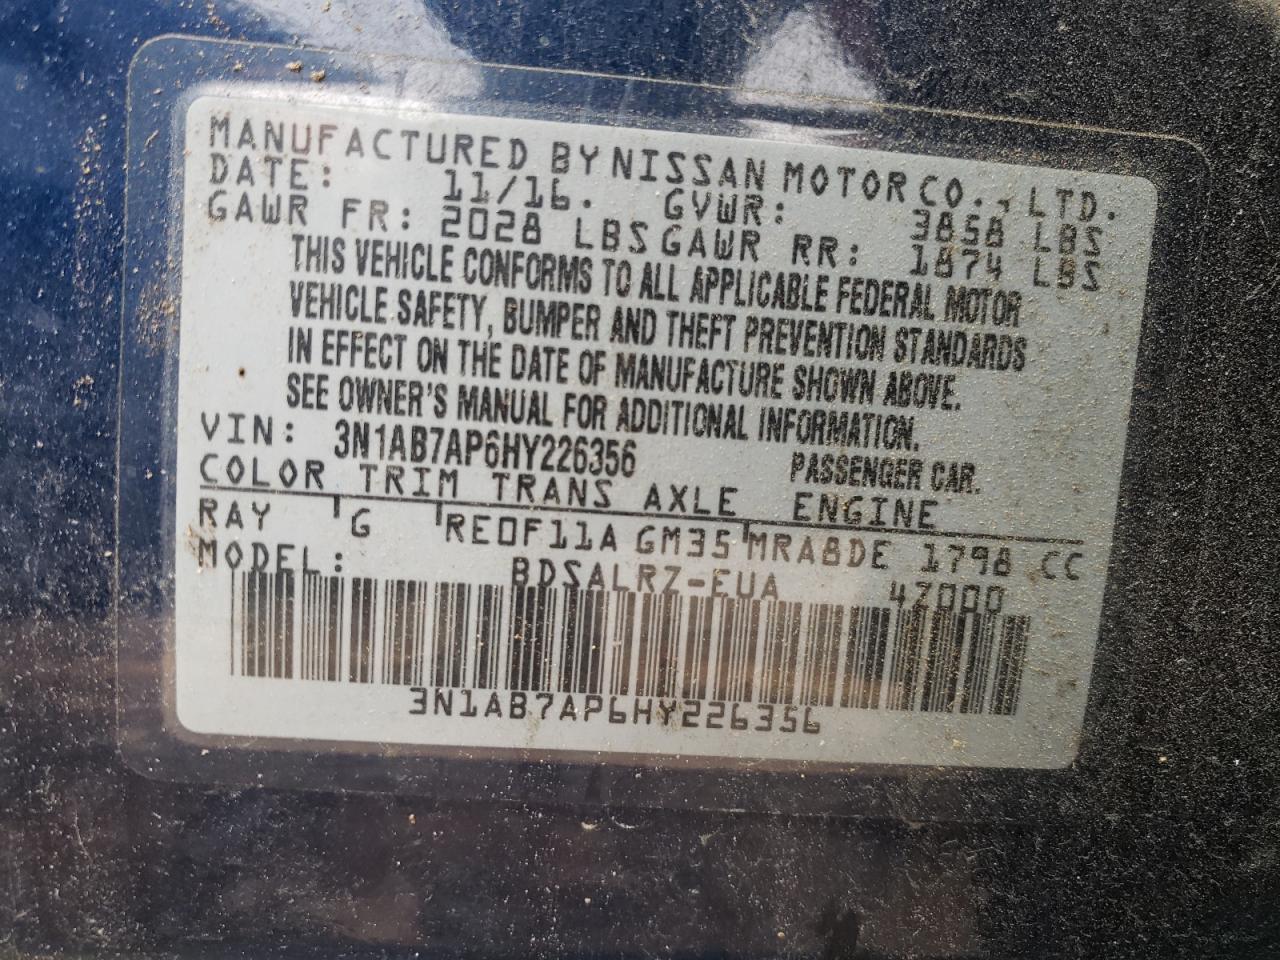 MANUFACTURED BY NISSAN MOTOR CO., LTD.
DATE: 11/16. GVWR: 3858 LBS
GAWR FR: 2028 LBS GAWR RR: 1874 LBS
THIS VEHICLE CONFORMS TO ALL APPLICABLE FEDERAL MOTOR
VEHICLE SAFETY, BUMPER AND THEFT PREVENTION STANDARDS
IN EFFECT ON THE DATE OF MANUFACTURE SHOWN ABOVE.
SEE OWNER'S MANUAL FOR ADDITIONAL INFORMATION.
VIN: 3N1AB7AP6HY226356 PASSENGER CAR.
COLOR TRIM TRANS AXLE ENGINE
RAY G RE0F11A GM35 MRA8DE 1798 CC
MODEL: BDSALRZ-EUA 4Z000
3N1AB7AP6HY226356